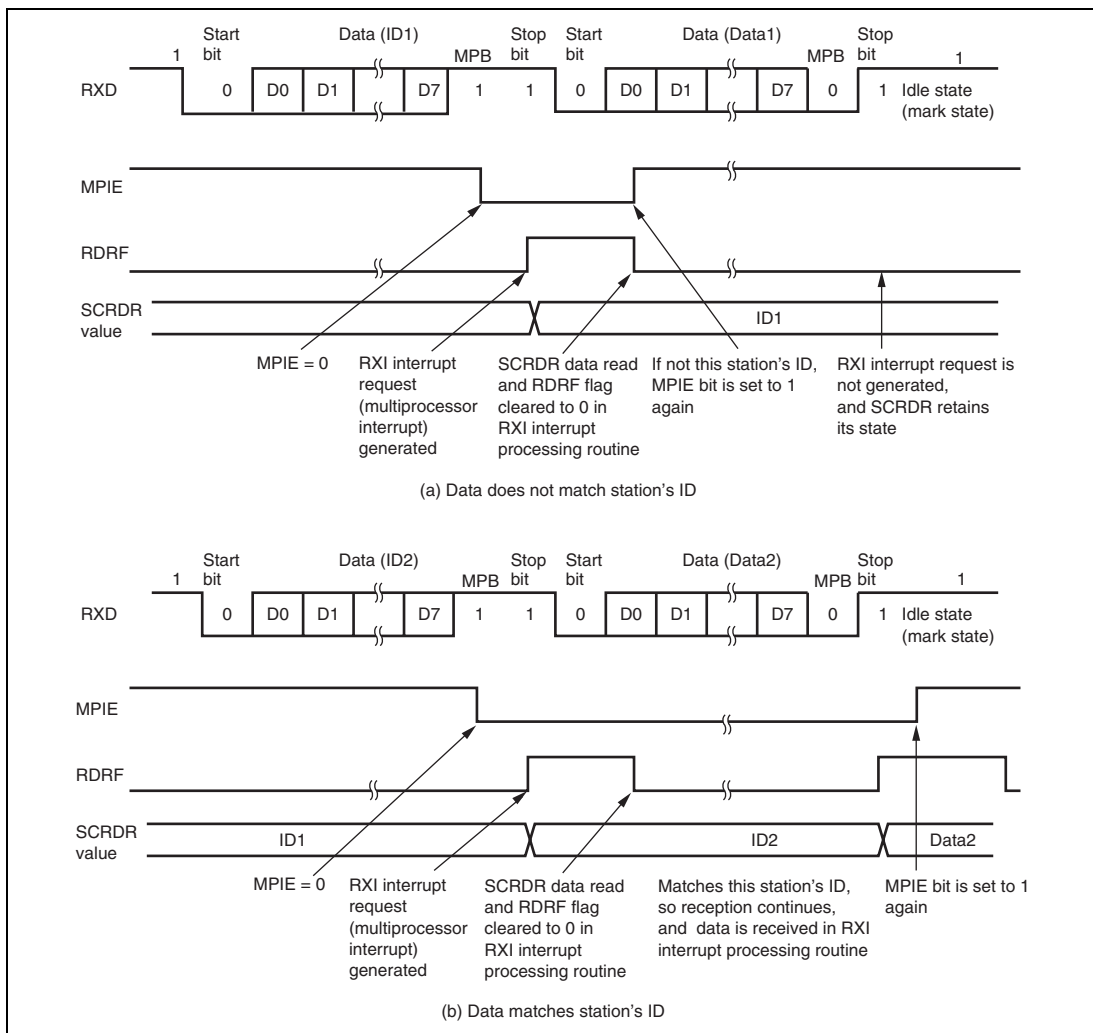 Start bit Data (ID1) MPB Stop bit Start bit Data (Data1) MPB Stop bit
1 1
RXD 0 D0 D1 D7 1 1 0 D0 D1 D7 0 1 Idle state (mark state)
MPIE
RDRF
SCRDR value
ID1
MPIE = 0
RXI interrupt
request
(multiprocessor
interrupt)
generated
SCRDR data read
and RDRF flag
cleared to 0 in
RXI interrupt
processing routine
If not this station's ID,
MPIE bit is set to 1
again
RXI interrupt request is
not generated,
and SCRDR retains
its state
(a) Data does not match station's ID
Start bit Data (ID2) MPB Stop bit Start bit Data (Data2) MPB Stop bit
1 1
RXD 0 D0 D1 D7 1 1 0 D0 D1 D7 0 1 Idle state (mark state)
MPIE
RDRF
SCRDR value
ID1 ID2 Data2
MPIE = 0
RXI interrupt
request
(multiprocessor
interrupt)
generated
SCRDR data read
and RDRF flag
cleared to 0 in
RXI interrupt
processing routine
Matches this station's ID,
so reception continues,
and data is received in RXI
interrupt processing routine
MPIE bit is set to 1
again
(b) Data matches station's ID